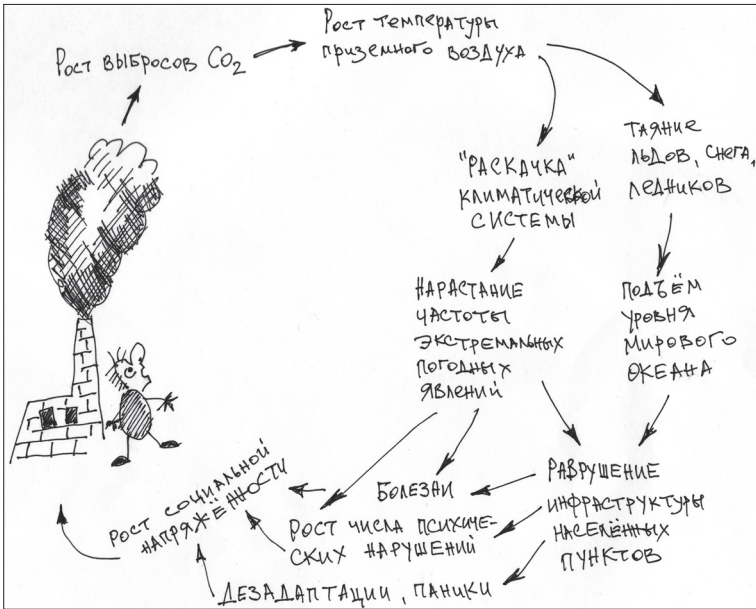 Рост выбросов CO2
Рост температуры
приземного воздуха
"Раскачка"
климатической
системы
Таяние
льдов, снега,
ледников
Нарастание
частоты
экстремальных
погодных
явлений
Подъём
уровня
мирового
океана
Разрушение
инфраструктуры
населённых
пунктов
Болезни
Рост числа психиче-
ских нарушений
Дезадаптации, паники
Рост социальной
напряжённости